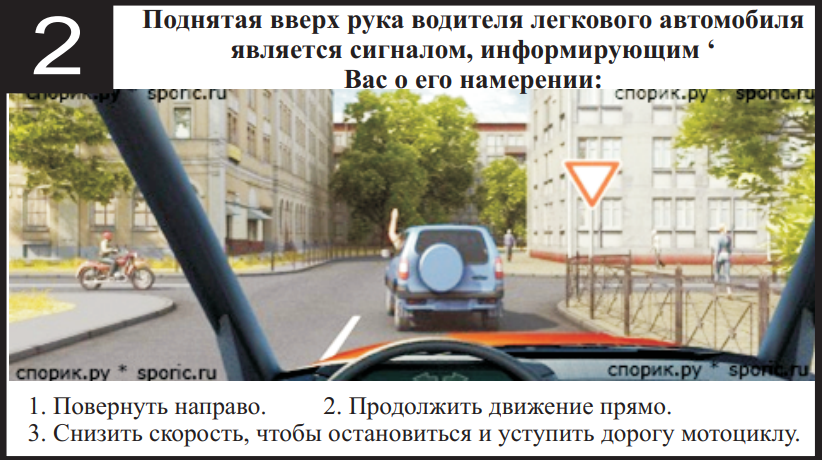 2
Поднятая вверх рука водителя легкового автомобиля
является сигналом, информирующим ‘
Вас о его намерении:
спорик.ру * sporic.ru
спорик.ру * sporic.ru
спорик.ру * sporic.ru
спорик.ру * sporic.ru
1. Повернуть направо. 2. Продолжить движение прямо.
3. Снизить скорость, чтобы остановиться и уступить дорогу мотоциклу.